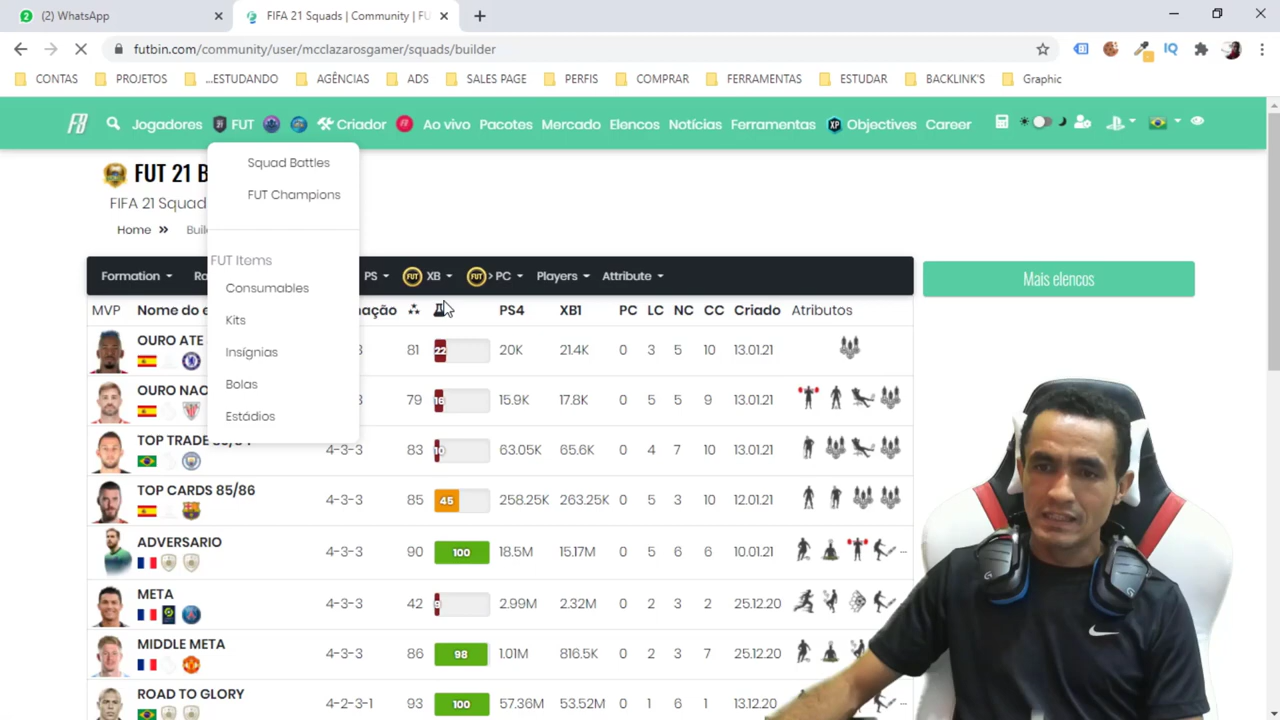 (2) WhatsApp
FIFA 21 Squads | Community | FU
futbin.com/community/user/mcclazarosgamer/squads/builder
CONTAS PROJETOS ...ESTUDANDO AGÊNCIAS ADS SALES PAGE PERFIS COMPRAR FERRAMENTAS ESTUDAR BACKLINK'S Graphic
Jogadores FUT Criador Ao vivo Pacotes Mercado Elencos Notícias Ferramentas XP Objectives Career
Squad Battles
FUT Champions
FUT Items
Consumables
Kits
Insígnias
Bolas
Estádios
FUT 21 B
FIFA 21 Squad
Home » Buil
Formation Ra PS FUT XB FUT > PC Players Attribute
Mais elencos
MVP Nome do e nação PS4 XB1 PC LC NC CC Criado Atributos
OURO ATE 3 81 22 20K 21.4K 0 3 5 10 13.01.21
OURO NAO 3 79 16 15.9K 17.8K 0 5 5 9 13.01.21
TOP TRADE 4-3-3 83 10 63.05K 65.6K 0 4 7 10 13.01.21
TOP CARDS 85/86 4-3-3 85 45 258.25K 263.25K 0 5 3 10 12.01.21
ADVERSARIO 4-3-3 90 100 18.5M 15.17M 0 5 6 6 10.01.21 ...
META 4-3-3 42 9 2.99M 2.32M 0 2 3 2 25.12.20
MIDDLE META 4-3-3 86 98 1.01M 816.5K 0 2 3 7 25.12.20
ROAD TO GLORY 4-2-3-1 93 100 57.36M 53.52M 0 6 6 1 13.12.20